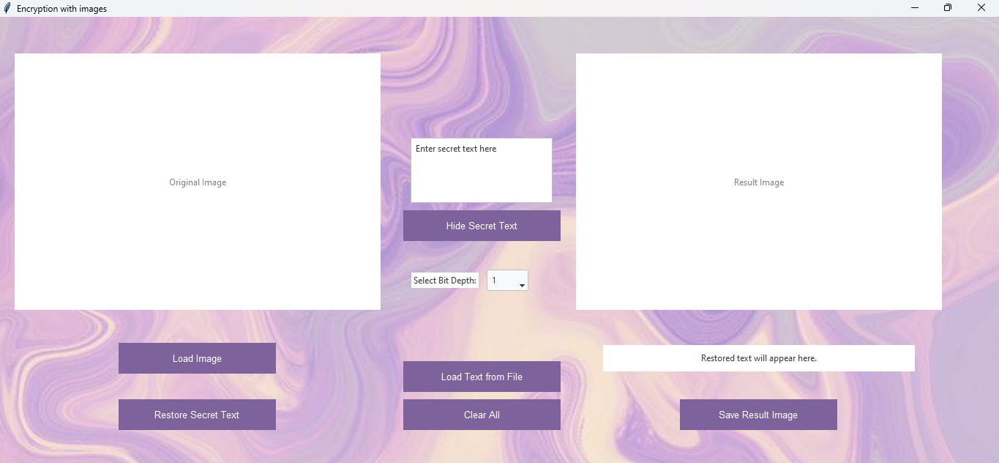 Encryption with images
Original Image
Enter secret text here
Hide Secret Text
Select Bit Depth:
1
Result Image
Load Image
Restore Secret Text
Load Text from File
Clear All
Restored text will appear here.
Save Result Image